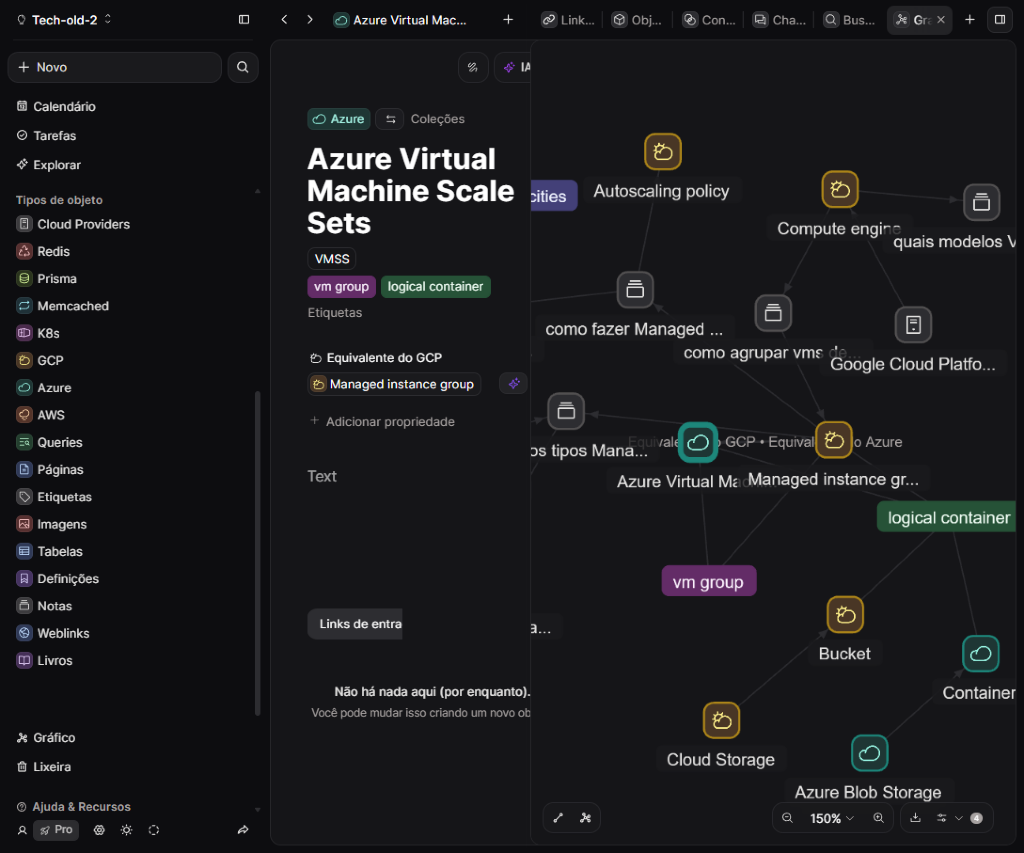 Tech-old-2
Novo
Calendário
Tarefas
Explorar
Tipos de objeto
Cloud Providers
Redis
Prisma
Memcached
K8s
GCP
Azure
AWS
Queries
Páginas
Etiquetas
Imagens
Tabelas
Definições
Notas
Weblinks
Livros
Gráfico
Lixeira
Ajuda & Recursos
Pro
Azure Virtual Mac...
IA
Azure
Coleções
Azure Virtual
Machine Scale
Sets
VMSS
vm group logical container
Etiquetas
Equivalente do GCP
Managed instance group
Adicionar propriedade
Text
Links de entra
Não há nada aqui (por enquanto).
Você pode mudar isso criando um novo ob
Link... Obj... Con... Cha... Bus... Gr
Autoscaling policy
cities
Compute engine
quais modelos V
como fazer Managed ...
como agrupar vms de...
Google Cloud Platfo...
os tipos Mana...
Equivale o GCP • Equival o Azure
Azure Virtual Ma
Managed instance gr...
logical container
vm group
a...
Bucket
Container
Cloud Storage
Azure Blob Storage
150%
4